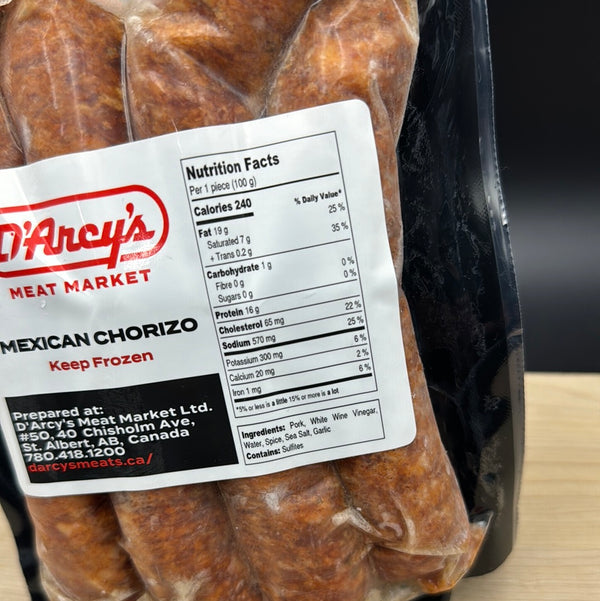 D'Arcy's
MEAT MARKET
MEXICAN CHORIZO
Keep Frozen
Prepared at:
D'Arcy's Meat Market Ltd.
#50, 40 Chisholm Ave,
St. Albert, AB, Canada
780.418.1200
darcysmeats.ca/
Nutrition Facts
Per 1 piece (100 g)
Calories 240 % Daily Value*
Fat 19 g 25 %
Saturated 7 g 35 %
+ Trans 0.2 g
Carbohydrate 1 g
Fibre 0 g 0 %
Sugars 0 g 0 %
Protein 16 g
Cholesterol 65 mg 22 %
Sodium 570 mg 25 %
Potassium 300 mg 6 %
Calcium 20 mg 2 %
Iron 1 mg 6 %
*5% or less is a little 15% or more is a lot
Ingredients: Pork, White Wine Vinegar,
Water, Spice, Sea Salt, Garlic
Contains: Sulfites